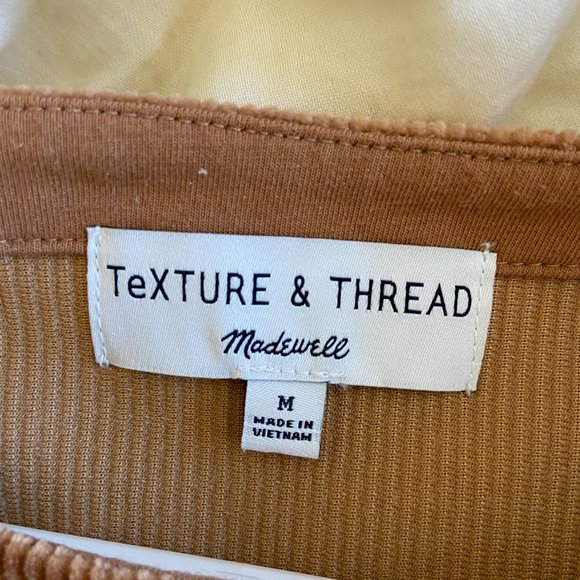 TeXTURE & THREAD
Madewell
M
MADE IN
VIETNAM